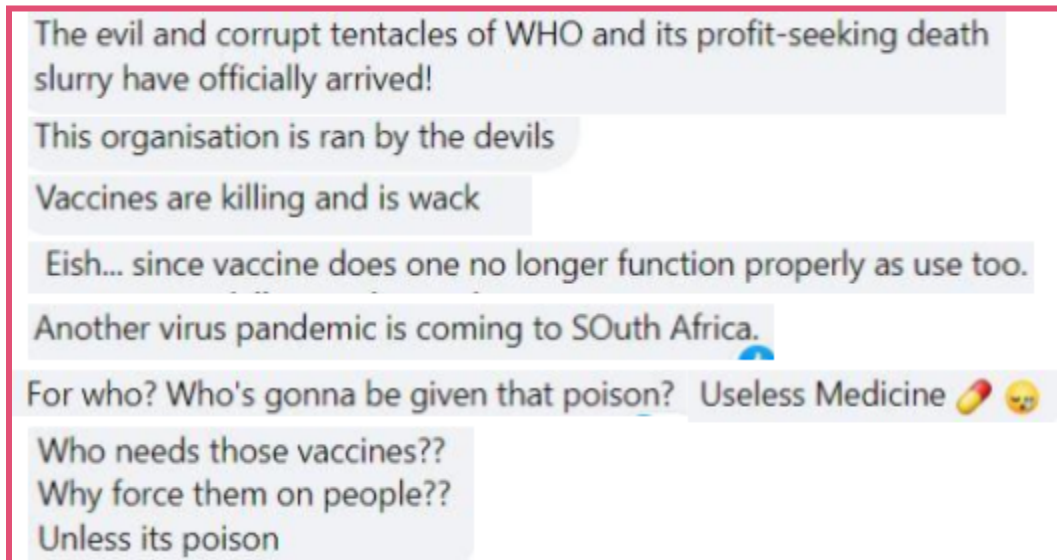 The evil and corrupt tentacles of WHO and its profit-seeking death
slurry have officially arrived!
This organisation is ran by the devils
Vaccines are killing and is wack
Eish... since vaccine does one no longer function properly as use too.
Another virus pandemic is coming to SOuth Africa.
For who? Who's gonna be given that poison? Useless Medicine 💊 😪
Who needs those vaccines??
Why force them on people??
Unless its poison